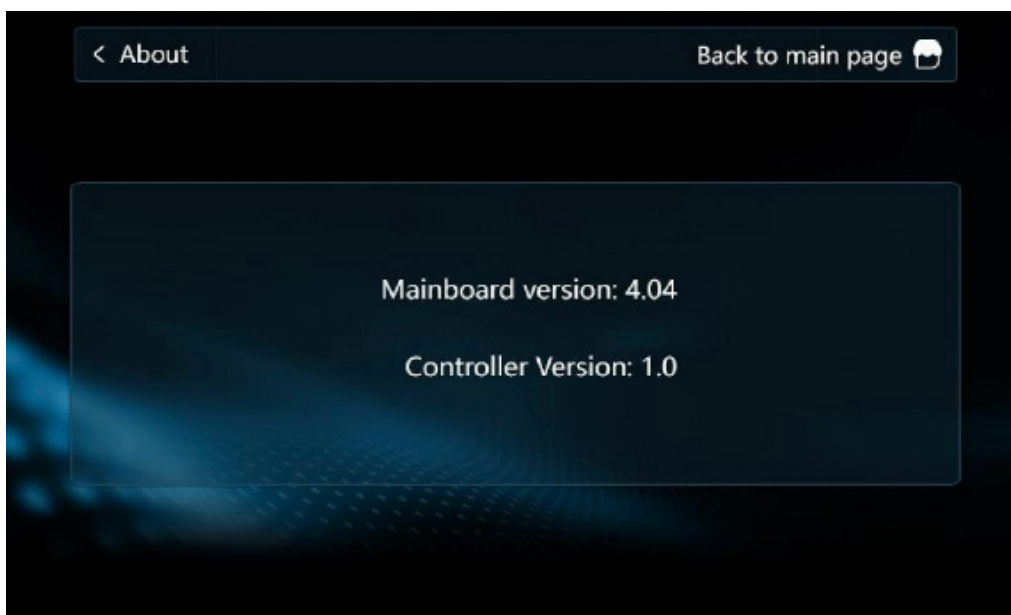 < About
Back to main page
Mainboard version: 4.04
Controller Version: 1.0